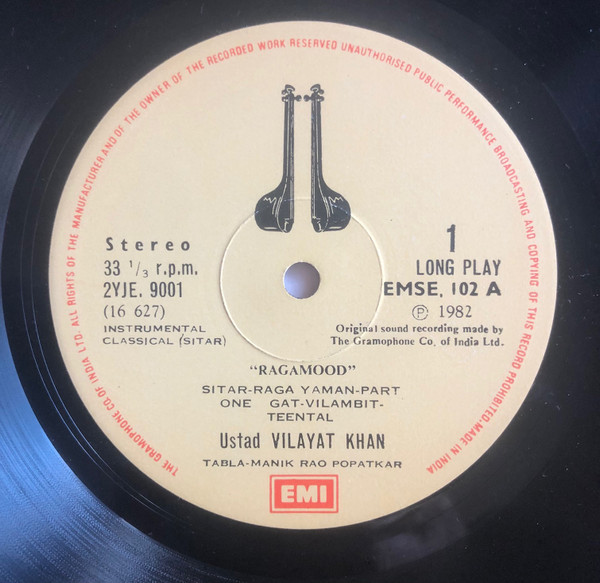 THE GRAMOPHONE CO. OF INDIA LTD. ALL RIGHTS OF THE MANUFACTURER AND OF THE OWNER OF THE RECORDED WORK RESERVED UNAUTHORISED PUBLIC PERFORMANCE BROADCASTING AND COPYING OF THIS RECORD PROHIBITED. MADE IN INDIA
Stereo
33 1/3 r.p.m.
2YJE. 9001
(16 627)
INSTRUMENTAL
CLASSICAL (SITAR)
1
LONG PLAY
EMSE. 102 A
℗ 1982
Original sound recording made by
The Gramophone Co. of India Ltd.
"RAGAMOOD"
SITAR-RAGA YAMAN-PART
ONE GAT-VILAMBIT-
TEENTAL
Ustad VILAYAT KHAN
TABLA-MANIK RAO POPATKAR
EMI